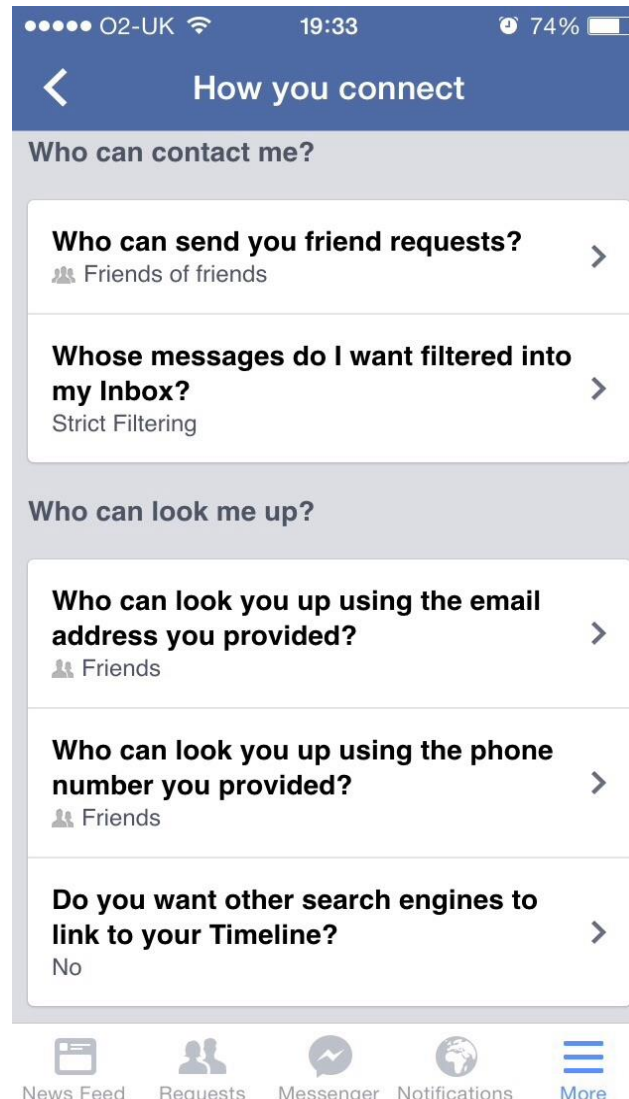 ●●●●● O2-UK 19:33 74%
How you connect
Who can contact me?
Who can send you friend requests?
Friends of friends
Whose messages do I want filtered into
my Inbox?
Strict Filtering
Who can look me up?
Who can look you up using the email
address you provided?
Friends
Who can look you up using the phone
number you provided?
Friends
Do you want other search engines to
link to your Timeline?
No
News Feed Requests Messenger Notifications More